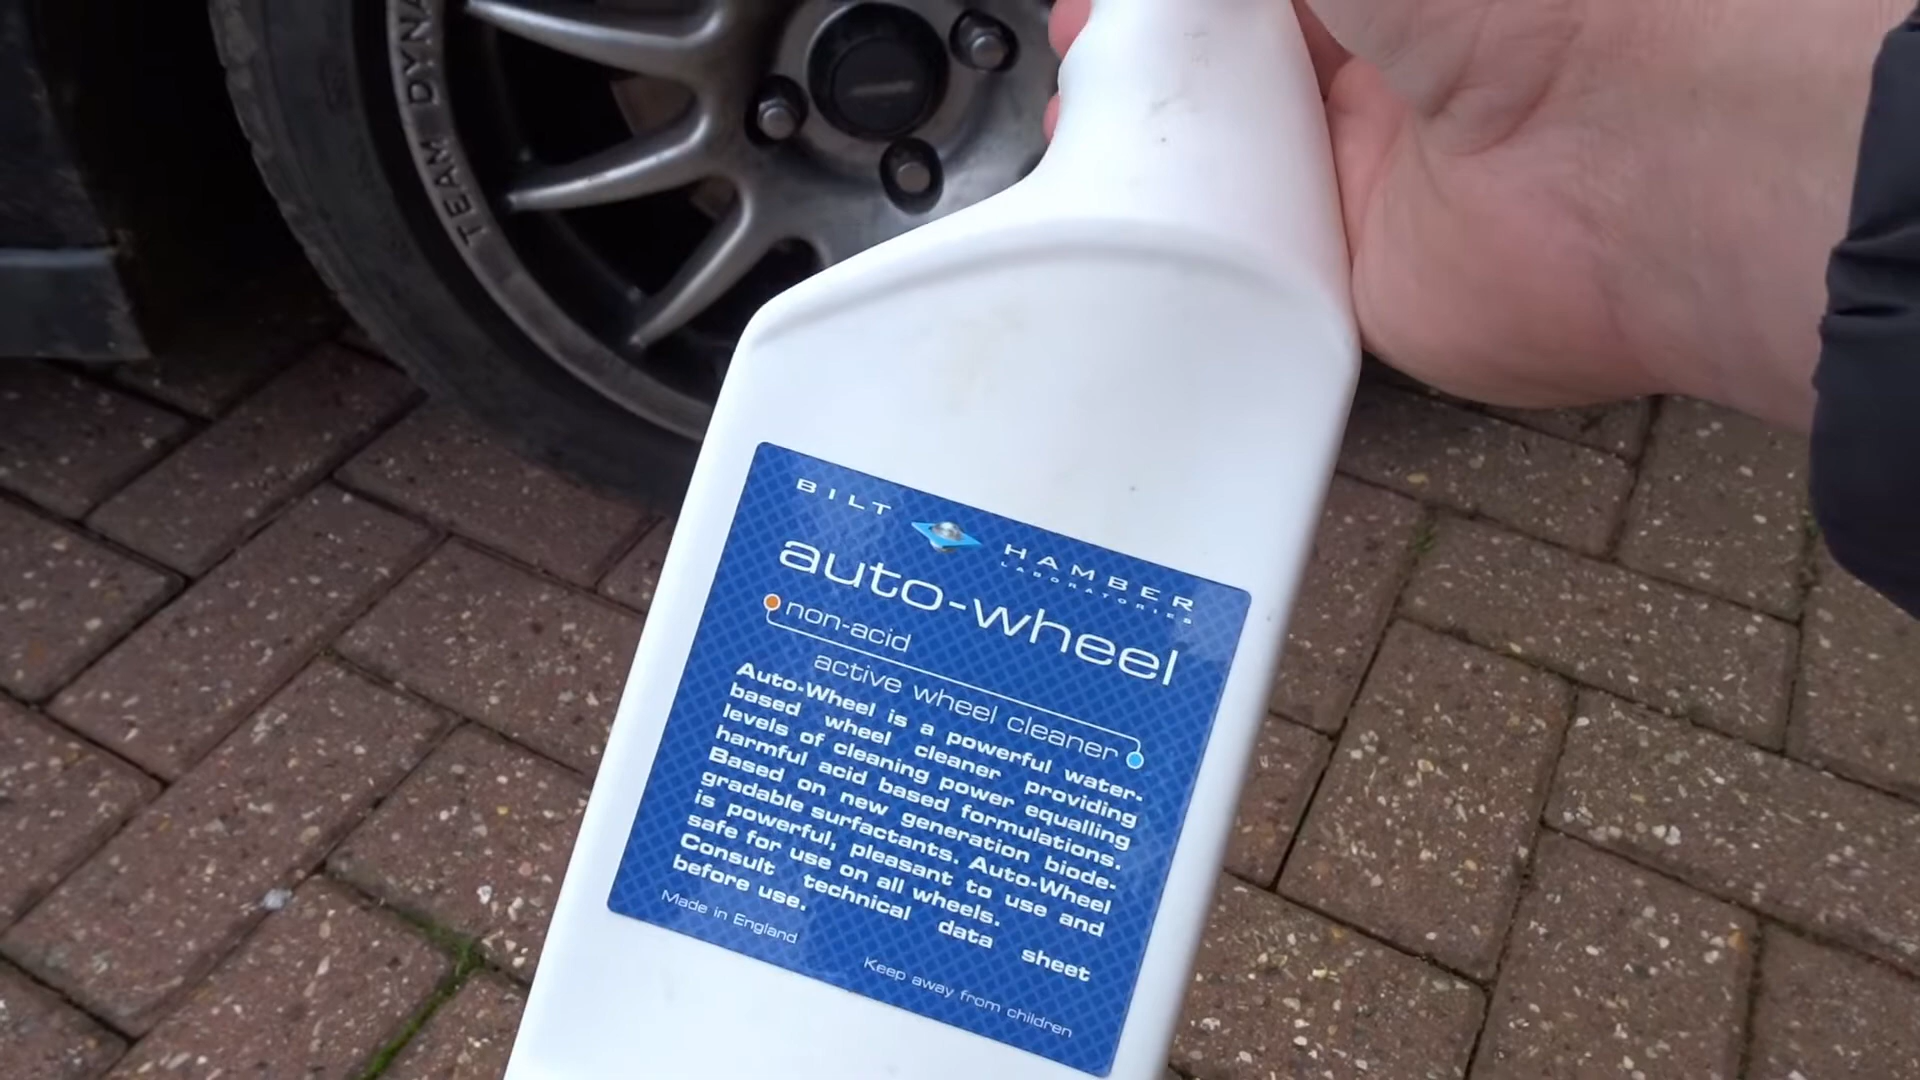 TEAM DYNA
BILT HAMBER
LABORATORIES
auto-wheel
non-acid
active wheel cleaner
Auto-Wheel is a powerful water-
based wheel cleaner providing
levels of cleaning power equalling
harmful acid based formulations.
Based on new generation biode-
gradable surfactants. Auto-Wheel
is powerful, pleasant to use and
safe for use on all wheels.
Consult technical data sheet
before use.
Made in England
Keep away from children